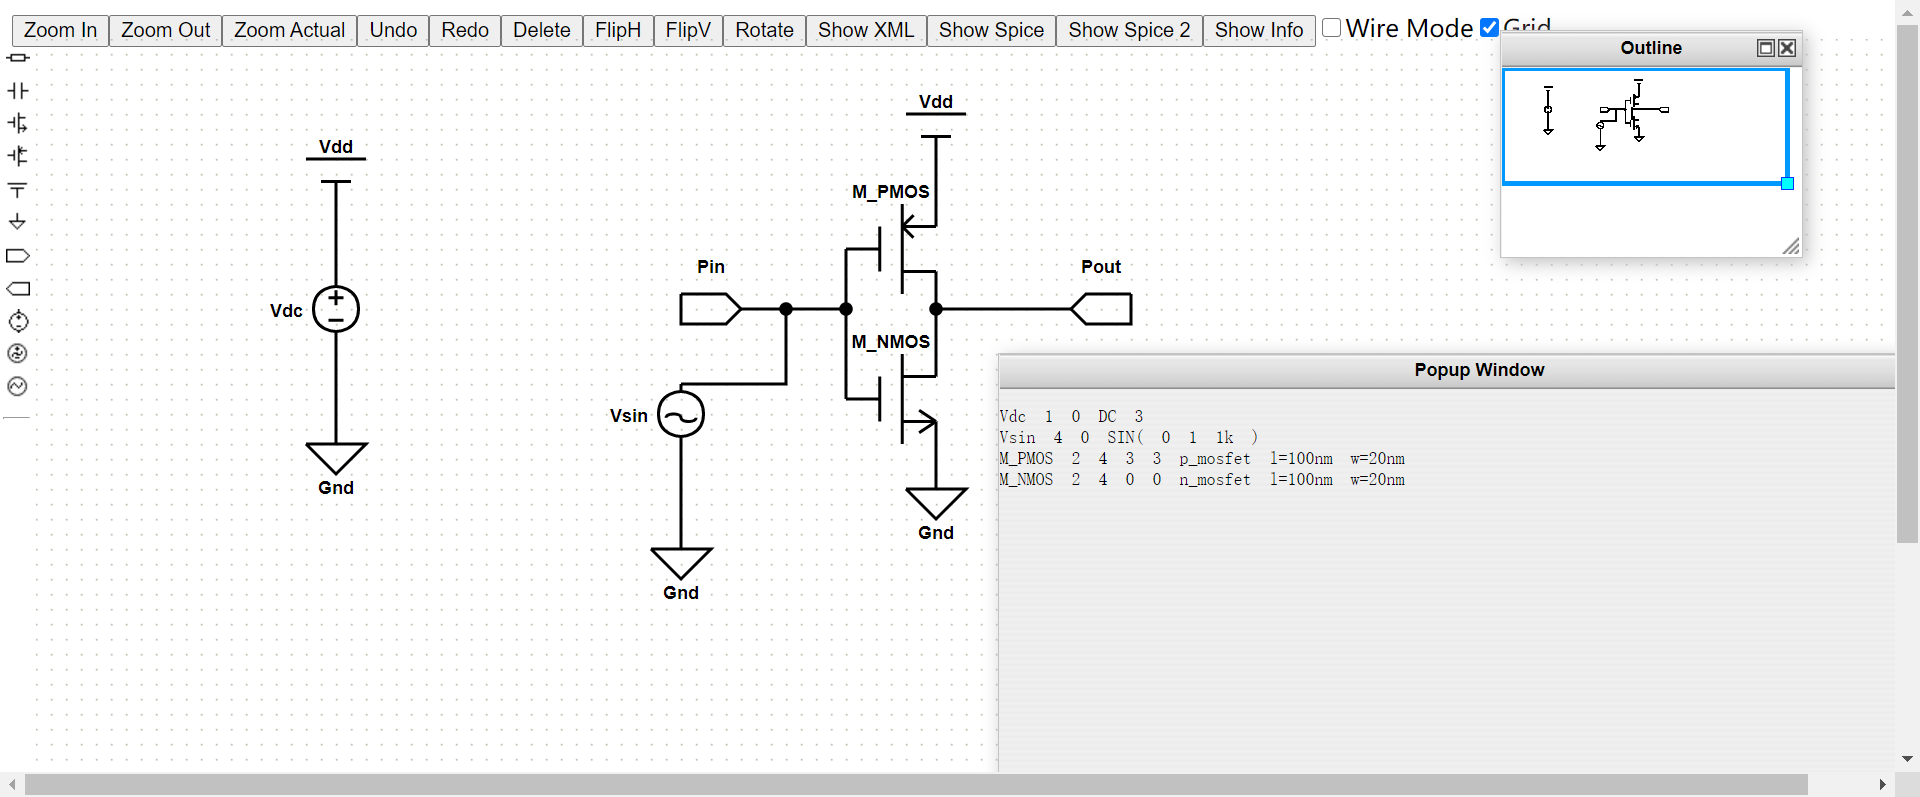 Zoom In Zoom Out Zoom Actual Undo Redo Delete FlipH FlipV Rotate Show XML Show Spice Show Spice 2 Show Info Wire Mode Grid
Outline
Vdd
Vdd
M_PMOS
Pin
Pout
Vdc
M_NMOS
Vsin
Gnd
Gnd
Gnd
Popup Window
Vdc 1 0 DC 3
Vsin 4 0 SIN( 0 1 1k )
M_PMOS 2 4 3 3 p_mosfet l=100nm w=20nm
M_NMOS 2 4 0 0 n_mosfet l=100nm w=20nm